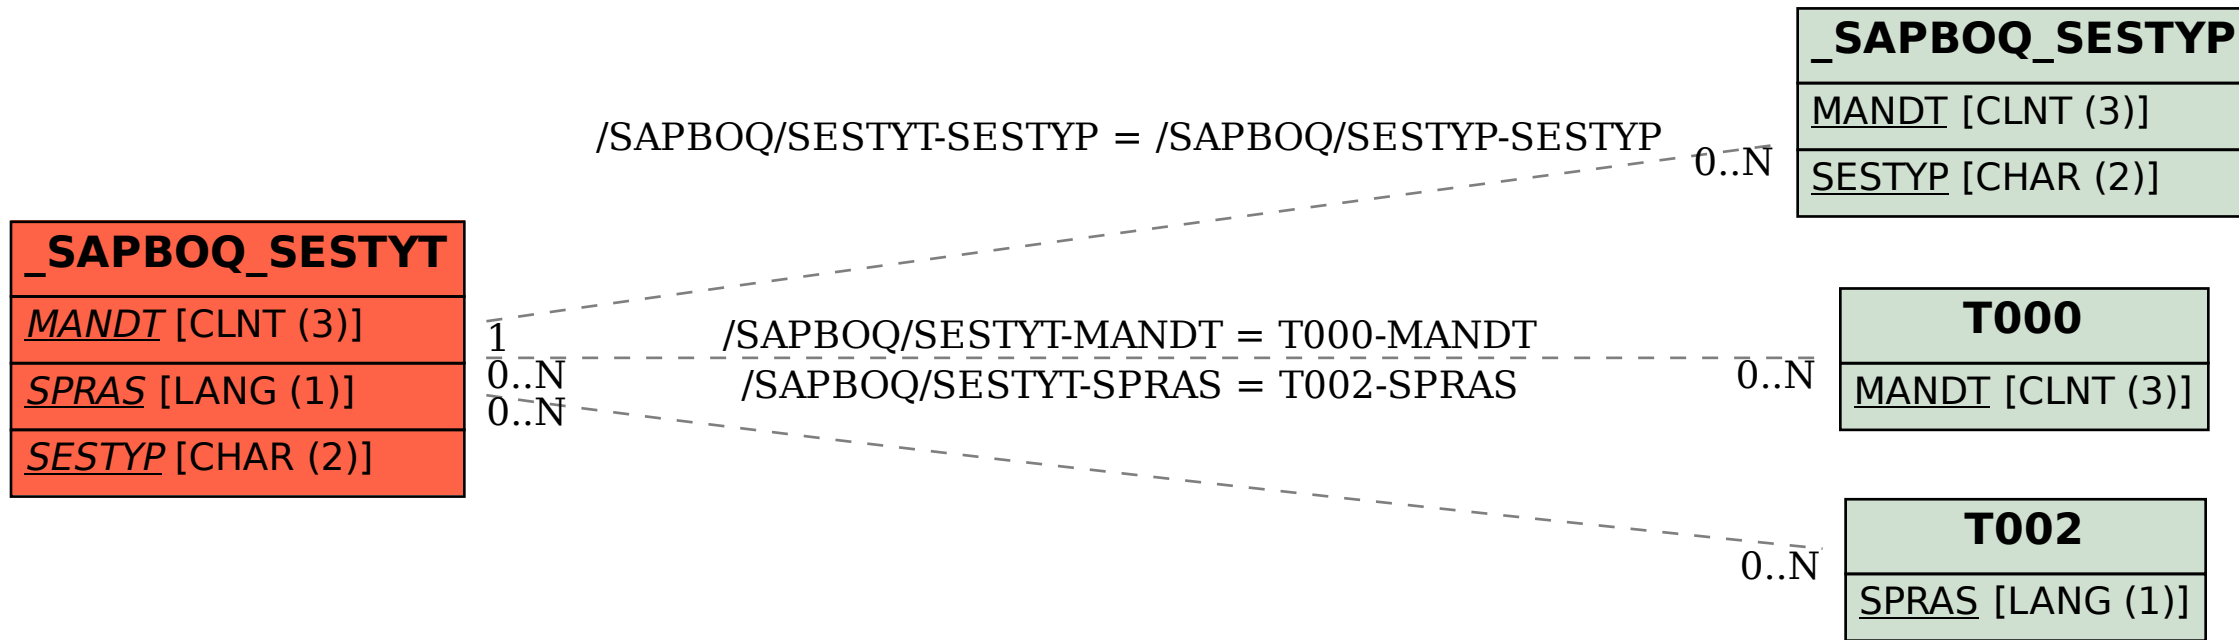 _SAPBOQ_SESTYP
MANDT [CLNT (3)]
SESTYP [CHAR (2)]
/SAPBOQ/SESTYT-SESTYP = /SAPBOQ/SESTYP-SESTYP
0..N
_SAPBOQ_SESTYT
MANDT [CLNT (3)]
SPRAS [LANG (1)]
SESTYP [CHAR (2)]
1
/SAPBOQ/SESTYT-MANDT = T000-MANDT
0..N
0..N
/SAPBOQ/SESTYT-SPRAS = T002-SPRAS
0..N
0..N
T000
MANDT [CLNT (3)]
T002
SPRAS [LANG (1)]